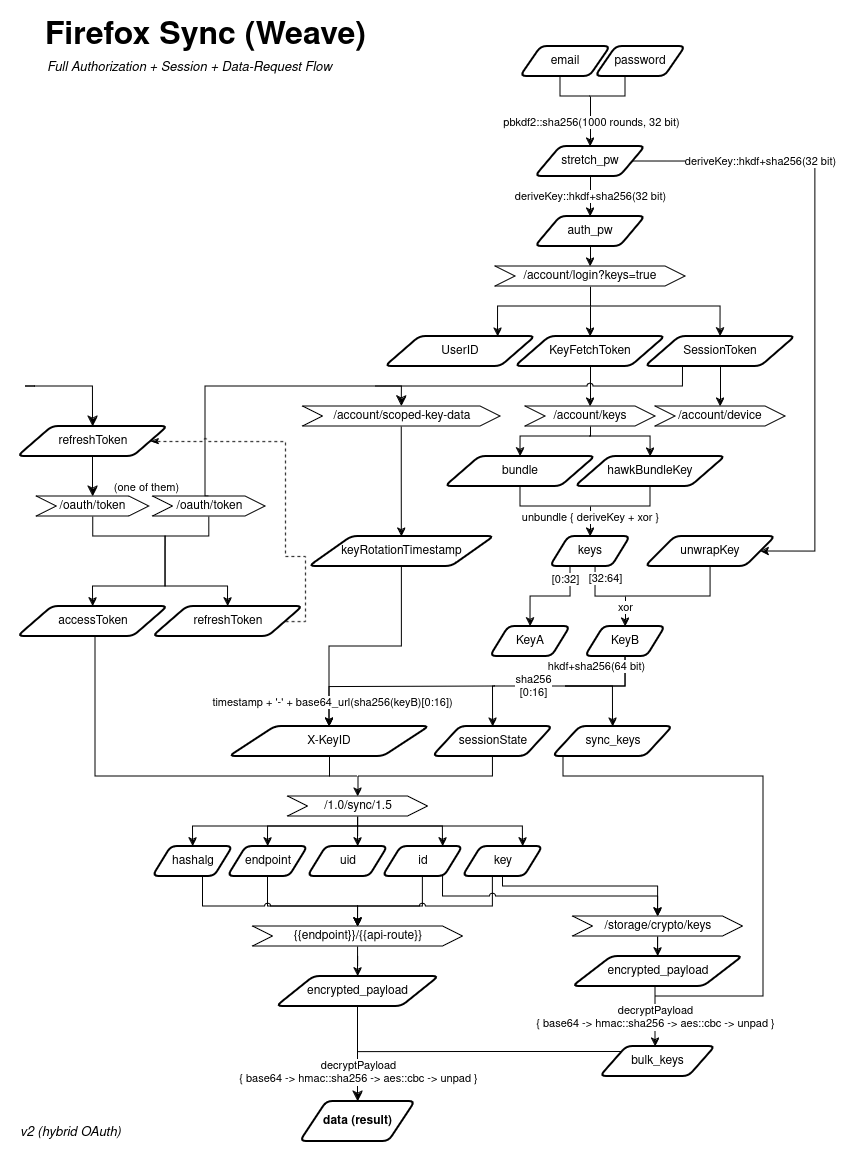 Firefox Sync (Weave)
Full Authorization + Session + Data-Request Flow
email
password
pbkdf2::sha256(1000 rounds, 32 bit)
stretch_pw
deriveKey::hkdf+sha256(32 bit)
deriveKey::hkdf+sha256(32 bit)
auth_pw
/account/login?keys=true
UserID
KeyFetchToken
SessionToken
/account/scoped-key-data
/account/keys
/account/device
refreshToken
bundle
hawkBundleKey
(one of them)
/oauth/token
/oauth/token
unbundle { deriveKey + xor }
keyRotationTimestamp
keys
unwrapKey
[0:32]
[32:64]
xor
accessToken
refreshToken
KeyA
KeyB
hkdf+sha256(64 bit)
sha256
[0:16]
timestamp + '-' + base64_url(sha256(keyB)[0:16])
X-KeyID
sessionState
sync_keys
/1.0/sync/1.5
hashalg
endpoint
uid
id
key
{{endpoint}}/{{api-route}}
/storage/crypto/keys
encrypted_payload
encrypted_payload
decryptPayload
{ base64 -> hmac::sha256 -> aes::cbc -> unpad }
bulk_keys
decryptPayload
{ base64 -> hmac::sha256 -> aes::cbc -> unpad }
data (result)
v2 (hybrid OAuth)